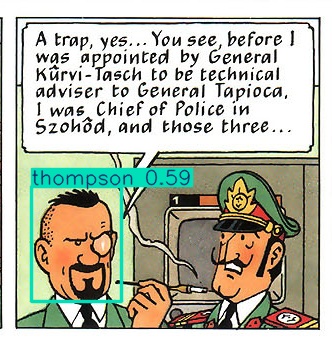 A trap, yes... You see, before I
was appointed by General
Kûrvi-Tasch to be technical
adviser to General Tapioca,
I was Chief of Police in
Szohôd, and those three...
thompson 0.59
1